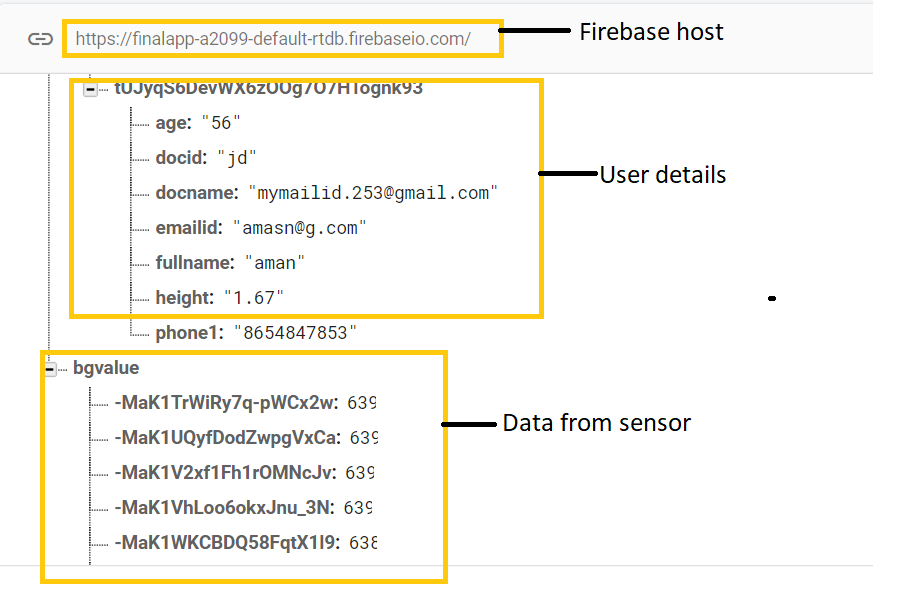 https://finalapp-a2099-default-rtdb.firebaseio.com/
Firebase host
tUJyqS6DevWX6zOOg7O7H1ognk93
age: "56"
docid: "jd"
docname: "mymailid.253@gmail.com"
User details
emailid: "amasn@g.com"
fullname: "aman"
height: "1.67"
phone1: "8654847853"
bgvalue
-MaK1TrWiRy7q-pWCx2w: 639
Data from sensor
-MaK1UQyfDodZwpgVxCa: 639
-MaK1V2xf1Fh1rOMNcJv: 639
-MaK1VhLoo6okxJnu_3N: 639
-MaK1WKCBDQ58FqtX1I9: 638